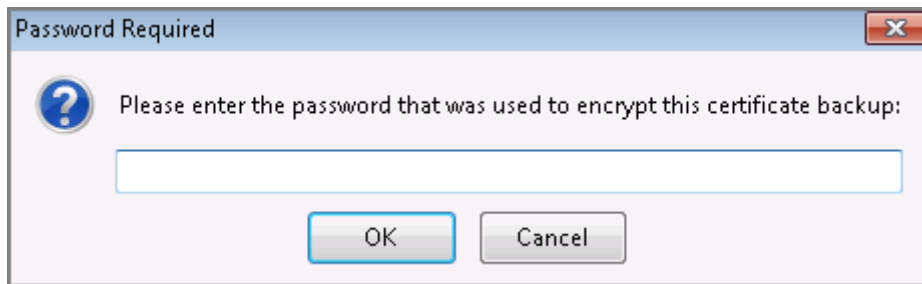 Password Required
Please enter the password that was used to encrypt this certificate backup:
OK
Cancel